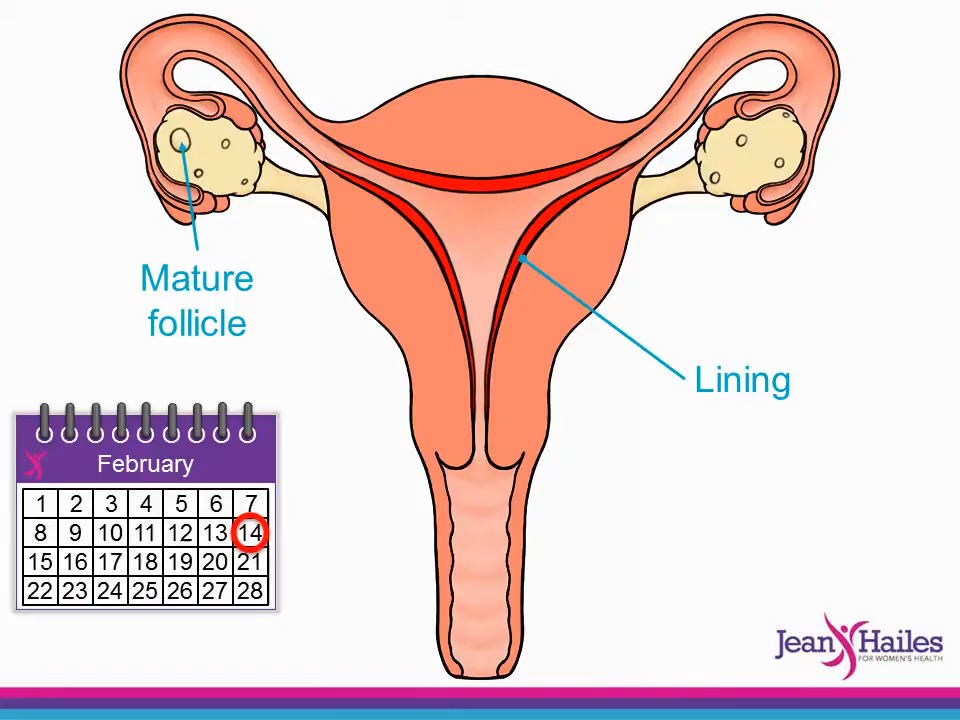 Mature
follicle
Lining
February
1 2 3 4 5 6 7
8 9 10 11 12 13 14
15 16 17 18 19 20 21
22 23 24 25 26 27 28
Jean Hailes
FOR WOMEN'S HEALTH